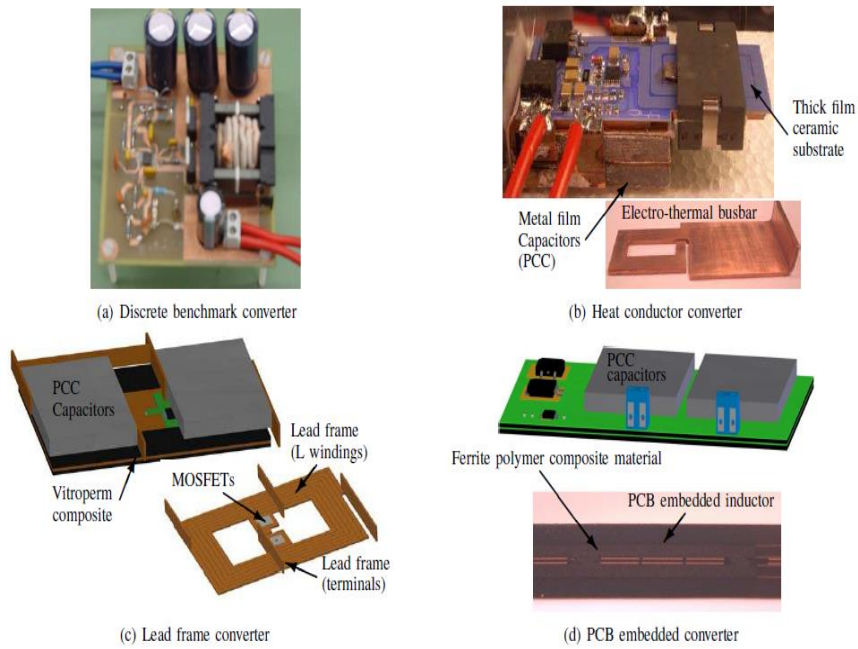 Thick film
ceramic
substrate
Metal film
Capacitors
(PCC)
Electro-thermal busbar
(a) Discrete benchmark converter
(b) Heat conductor converter
PCC
Capacitors
Lead frame
(L windings)
MOSFETs
Vitroperm
composite
Lead frame
(terminals)
PCC
capacitors
Ferrite polymer composite material
PCB embedded inductor
(c) Lead frame converter
(d) PCB embedded converter